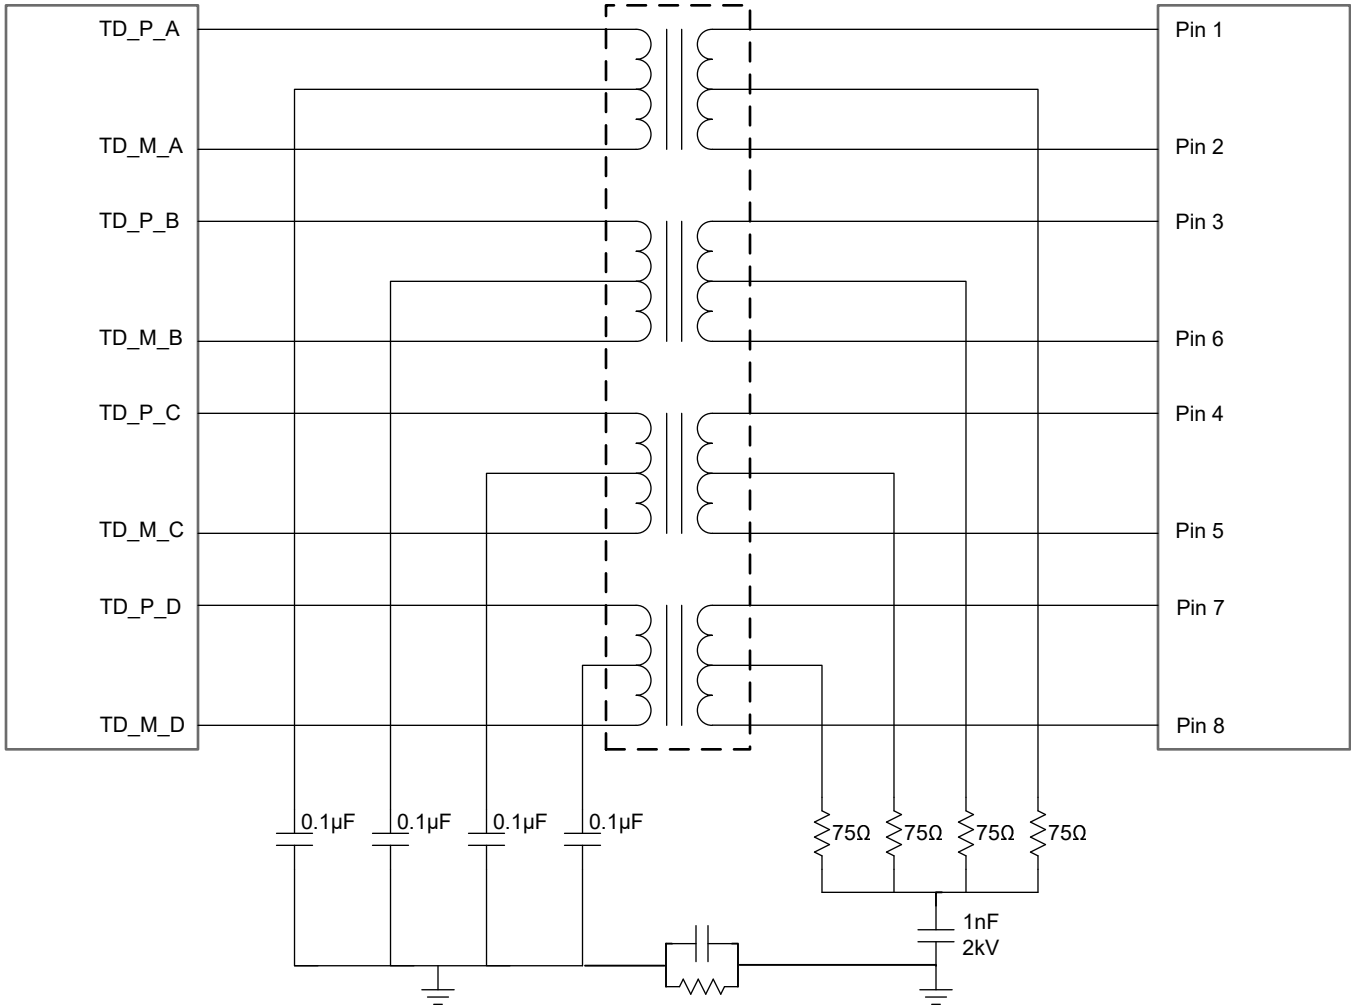 TD_P_A
Pin 1
TD_M_A
Pin 2
TD_P_B
Pin 3
TD_M_B
Pin 6
TD_P_C
Pin 4
TD_M_C
Pin 5
TD_P_D
Pin 7
TD_M_D
Pin 8
0.1µF
0.1µF
0.1µF
0.1µF
75Ω
75Ω
75Ω
75Ω
1nF
2kV